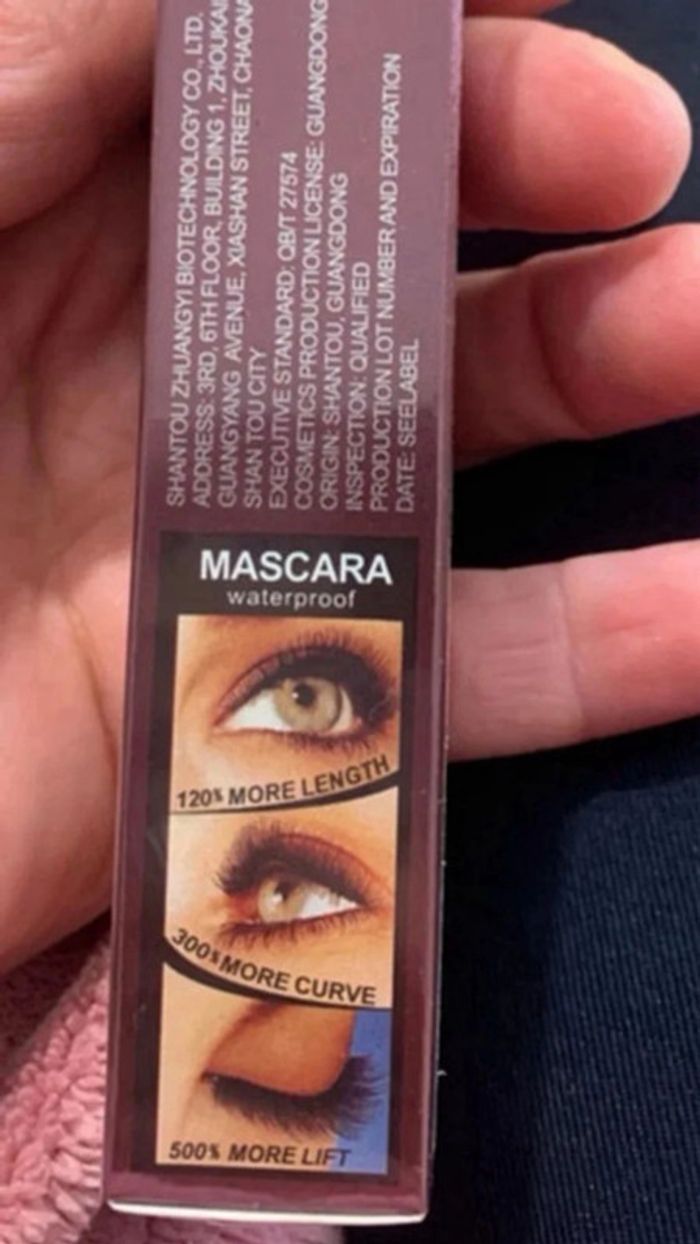 SHANTOU ZHUANGYI BIOTECHNOLOGY CO., LTD.
ADDRESS: 3RD, 6TH FLOOR, BUILDING 1, ZHOUKAI
GUANGYANG AVENUE, XIASHAN STREET, CHAONA
SHAN TOU CITY
EXECUTIVE STANDARD: QB/T 27574
COSMETICS PRODUCTION LICENSE: GUANGDONG
ORIGIN: SHANTOU, GUANGDONG
INSPECTION: QUALIFIED
PRODUCTION LOT NUMBER AND EXPIRATION
DATE: SEELABEL
MASCARA
waterproof
120% MORE LENGTH
300% MORE CURVE
500% MORE LIFT